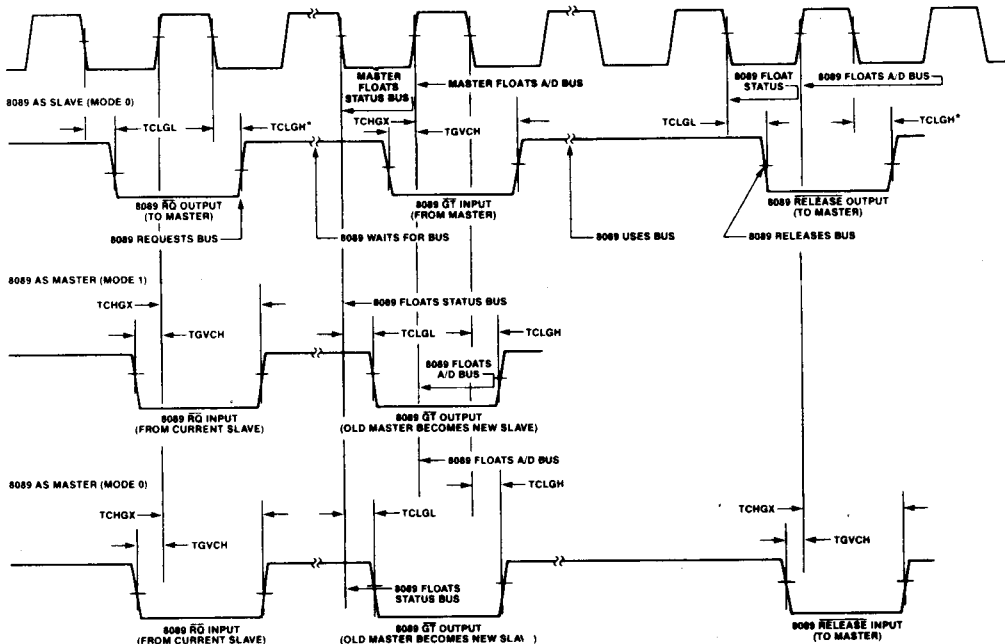 MASTER
FLOATS
STATUS BUS
MASTER FLOATS A/D BUS
8089 FLOAT
STATUS
8089 FLOATS A/D BUS
8089 AS SLAVE (MODE 0)
TCLGL
TCLGH*
TCHGX
TGVCH
TCLGL
TCLGH*
8089 RQ OUTPUT
(TO MASTER)
8089 GT INPUT
(FROM MASTER)
8089 RELEASE OUTPUT
(TO MASTER)
8089 REQUESTS BUS
8089 WAITS FOR BUS
8089 USES BUS
8089 RELEASES BUS
8089 AS MASTER (MODE 1)
TCHGX
TGVCH
8089 FLOATS STATUS BUS
TCLGL
TCLGH
8089 FLOATS
A/D BUS
8089 RQ INPUT
(FROM CURRENT SLAVE)
8089 GT OUTPUT
(OLD MASTER BECOMES NEW SLAVE)
8089 FLOATS A/D BUS
8089 AS MASTER (MODE 0)
TCLGH
TCHGX
TGVCH
TCLGL
TCHGX
TGVCH
8089 FLOATS
STATUS BUS
8089 RQ INPUT
(FROM CURRENT SLAVE)
8089 GT OUTPUT
(OLD MASTER BECOMES NEW SLAV
8089 RELEASE INPUT
(TO MASTER)